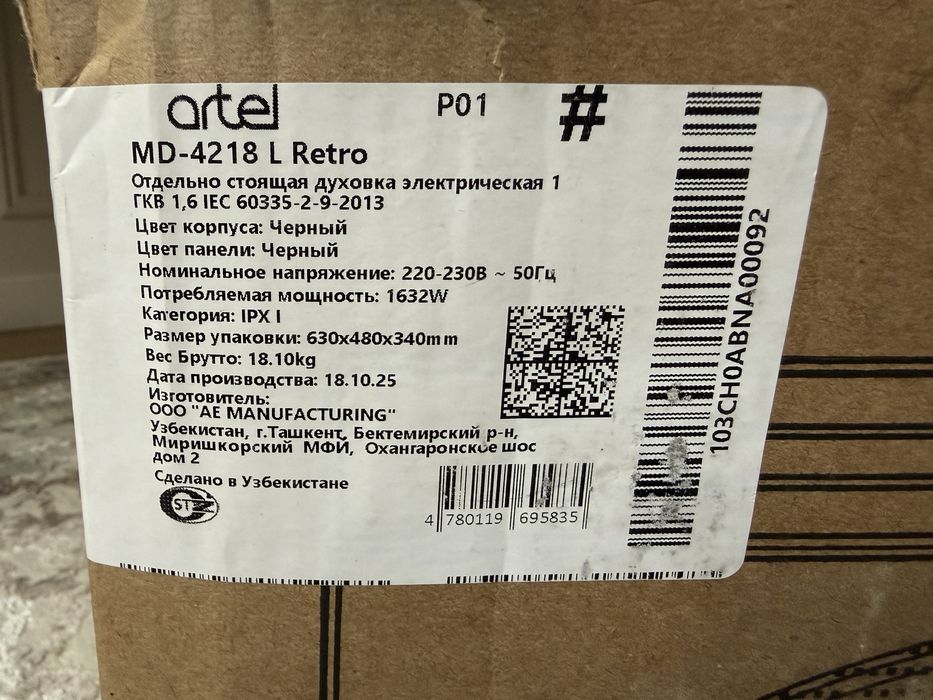 artel
P01
#
MD-4218 L Retro
Отдельно стоящая духовка электрическая 1
ГКВ 1,6 IEC 60335-2-9-2013
Цвет корпуса: Черный
Цвет панели: Черный
Номинальное напряжение: 220-230В ~ 50Гц
Потребляемая мощность: 1632W
Категория: IPX I
Размер упаковки: 630x480x340mm
Вес Брутто: 18.10kg
Дата производства: 18.10.25
Изготовитель:
ООО "AE MANUFACTURING"
Узбекистан, г.Ташкент, Бектемирский р-н,
Миришкорский МФЙ, Охангаронское шос
дом 2
Сделано в Узбекистане
ST
4 780119 695835
103CH0ABNA00092